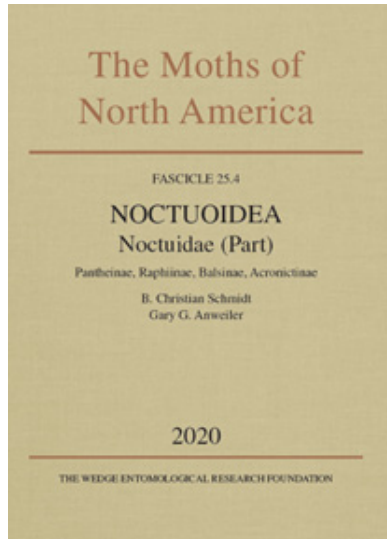 The Moths of
North America
FASCICLE 25.4
NOCTUOIDEA
Noctuidae (Part)
Pantheinae, Raphiinae, Balsinae, Acronictinae
B. Christian Schmidt
Gary G. Anweiler
2020
THE WEDGE ENTOMOLOGICAL RESEARCH FOUNDATION